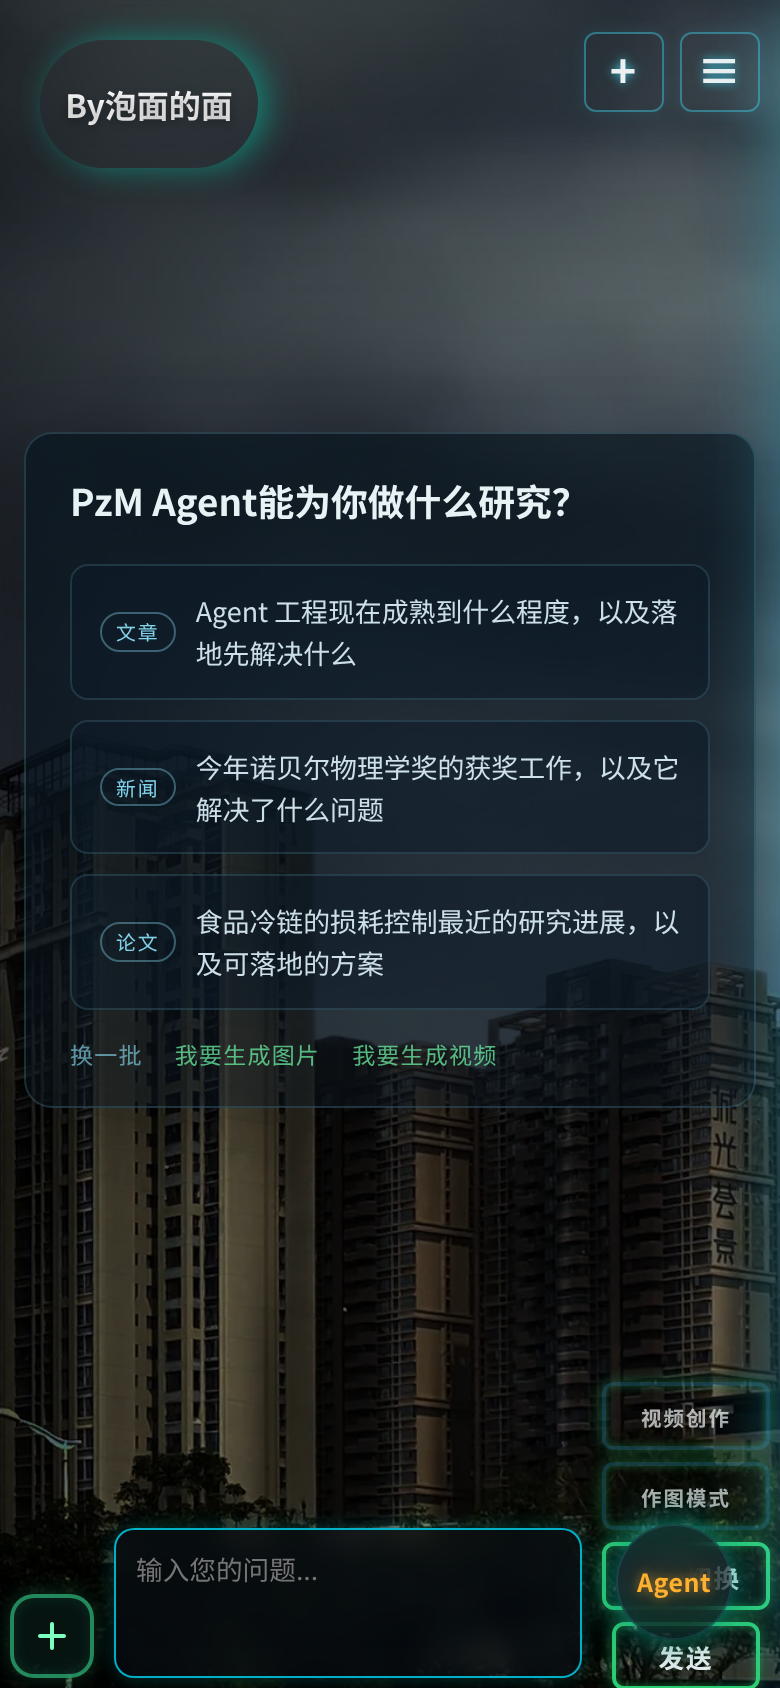 By泡面的面
PzM Agent能为你做什么研究?
文章
Agent 工程现在成熟到什么程度，以及落
地先解决什么
新闻
今年诺贝尔物理学奖的获奖工作，以及它
解决了什么问题
论文
食品冷链的损耗控制最近的研究进展，以
及可落地的方案
换一批
我要生成图片
我要生成视频
光
荟
景
视频创作
作图模式
Agent
换
输入您的问题...
发送